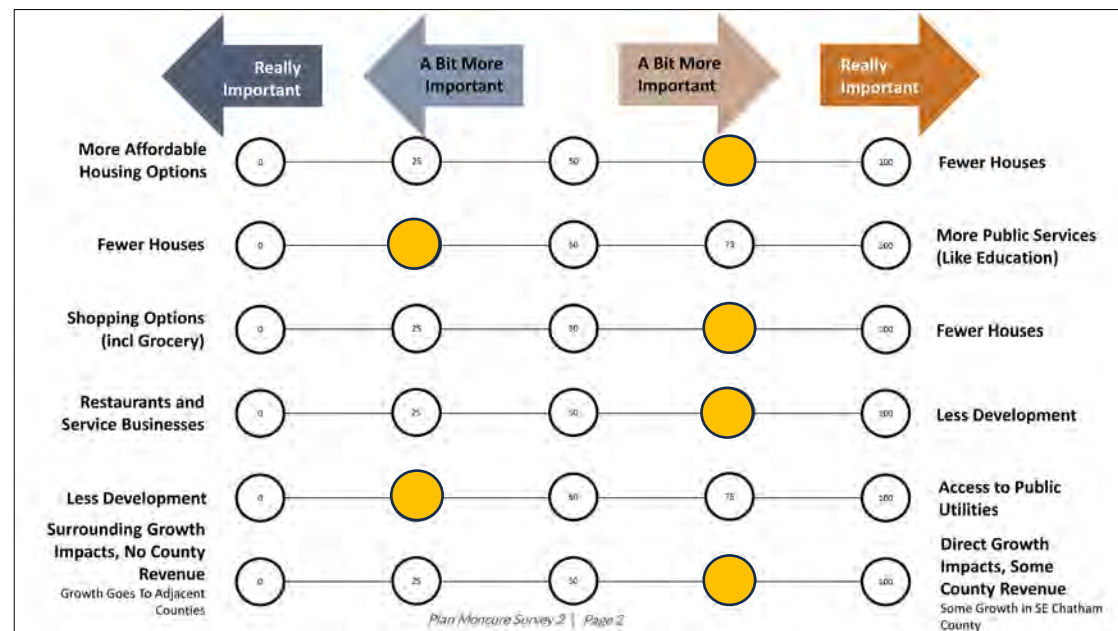 Really
Important
A Bit More
Important
A Bit More
Important
Really
Important
More Affordable
Housing Options
0
25
50
100
Fewer Houses
Fewer Houses
0
50
75
100
More Public Services
(Like Education)
Shopping Options
(incl Grocery)
0
25
50
100
Fewer Houses
Restaurants and
Service Businesses
0
25
50
100
Less Development
Less Development
0
50
75
100
Access to Public
Utilities
Surrounding Growth
Impacts, No County
Revenue
Growth Goes To Adjacent
Counties
0
25
50
100
Direct Growth
Impacts, Some
County Revenue
Some Growth in SE Chatham
County
Plan Moncure Survey 2 | Page 2